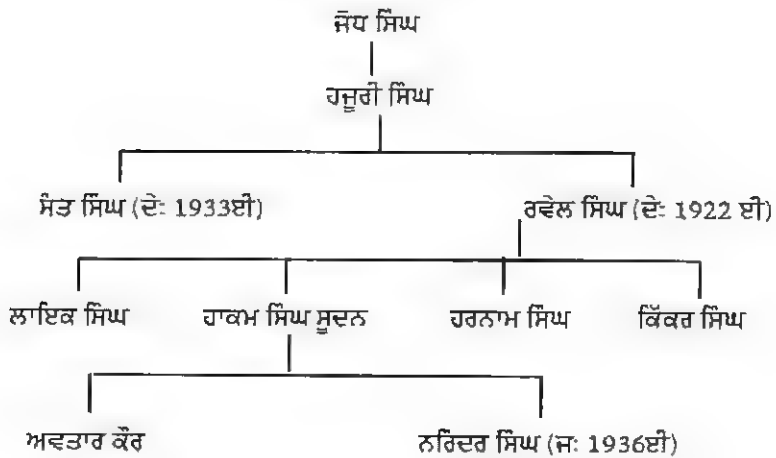 ਜੋਧ ਸਿੰਘ
ਹਜੂਰੀ ਸਿੰਘ
ਸੰਤ ਸਿੰਘ (ਦੇ: 1933ਈ) ਰਵੇਲ ਸਿੰਘ (ਦੇ: 1922 ਈ)
ਲਾਇਕ ਸਿੰਘ ਹਾਕਮ ਸਿੰਘ ਸੂਦਨ ਹਰਨਾਮ ਸਿੰਘ ਕਿੱਕਰ ਸਿੰਘ
ਅਵਤਾਰ ਕੌਰ ਨਰਿੰਦਰ ਸਿੰਘ (ਜ: 1936ਈ)